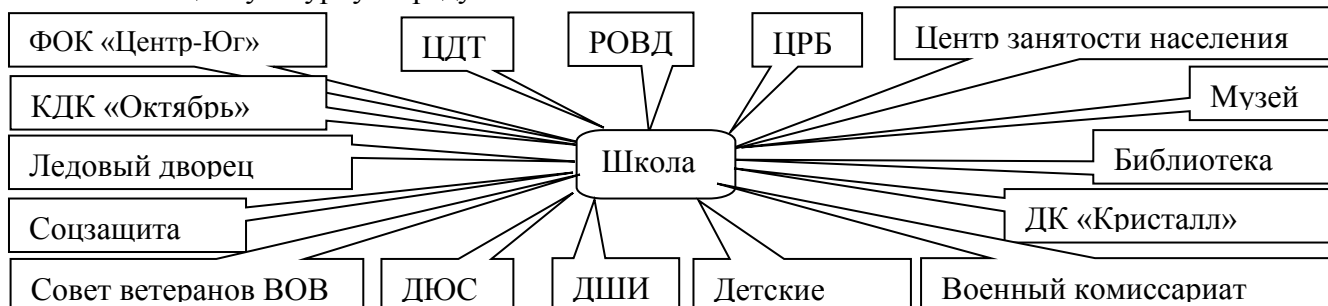 ФОК «Центр-Юг»
ЦДТ
РОВД
ЦРБ
Центр занятости населения
КДК «Октябрь»
Музей
Ледовый дворец
Школа
Библиотека
Соцзащита
ДК «Кристалл»
Совет ветеранов ВОВ
ДЮС
ДШИ
Детские
Военный комиссариат